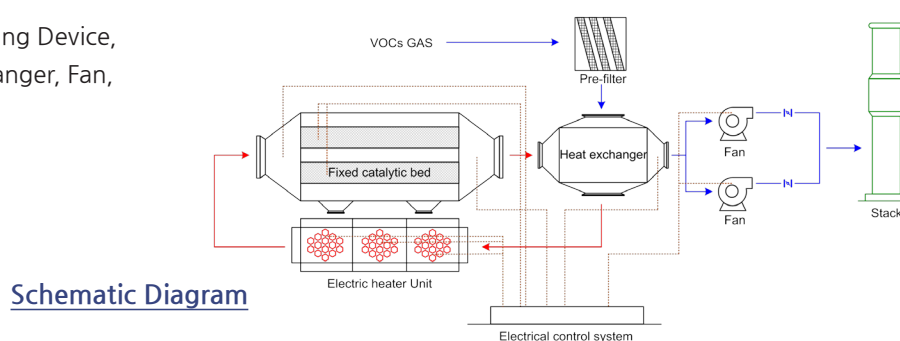 ng Device,
anger, Fan,
VOCs GAS
Pre-filter
Fixed catalytic bed
Heat exchanger
Fan
Fan
Stack
Electric heater Unit
Schematic Diagram
Electrical control system